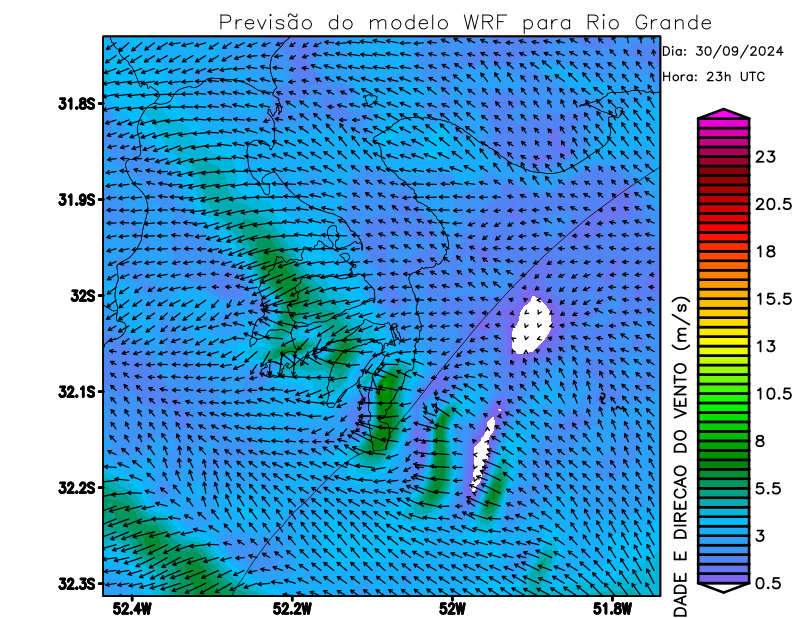 Previsão do modelo WRF para Rio Grande
Dia: 30/09/2024
Hora: 23h UTC
31.8S
31.9S
32S
32.1S
32.2S
32.3S
52.4W
52.2W
52W
51.8W
DADE E DIRECAO DO VENTO (m/s)
23
20.5
18
15.5
13
10.5
8
5.5
3
0.5